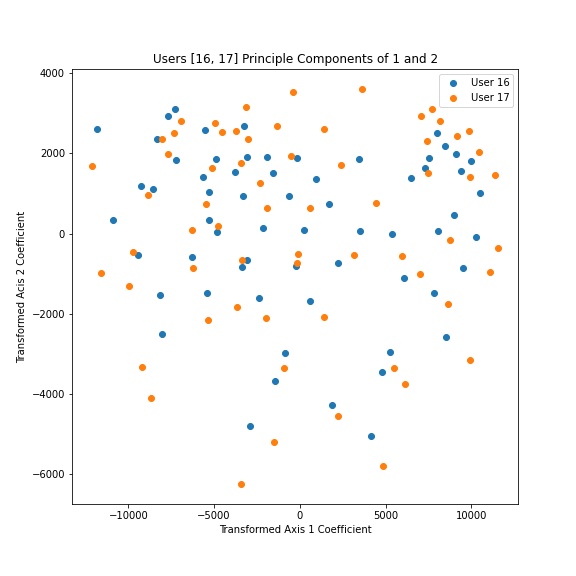 Users [16, 17] Principle Components of 1 and 2
User 16
User 17
4000
2000
0
−2000
−4000
−6000
Transformed Acis 2 Coefficient
−10000
−5000
0
5000
10000
Transformed Axis 1 Coefficient